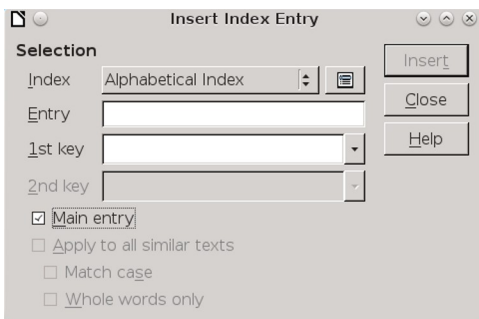 Insert Index Entry
Selection
Index Alphabetical Index
Entry
1st key
2nd key
Main entry
Apply to all similar texts
Match case
Whole words only
Insert
Close
Help